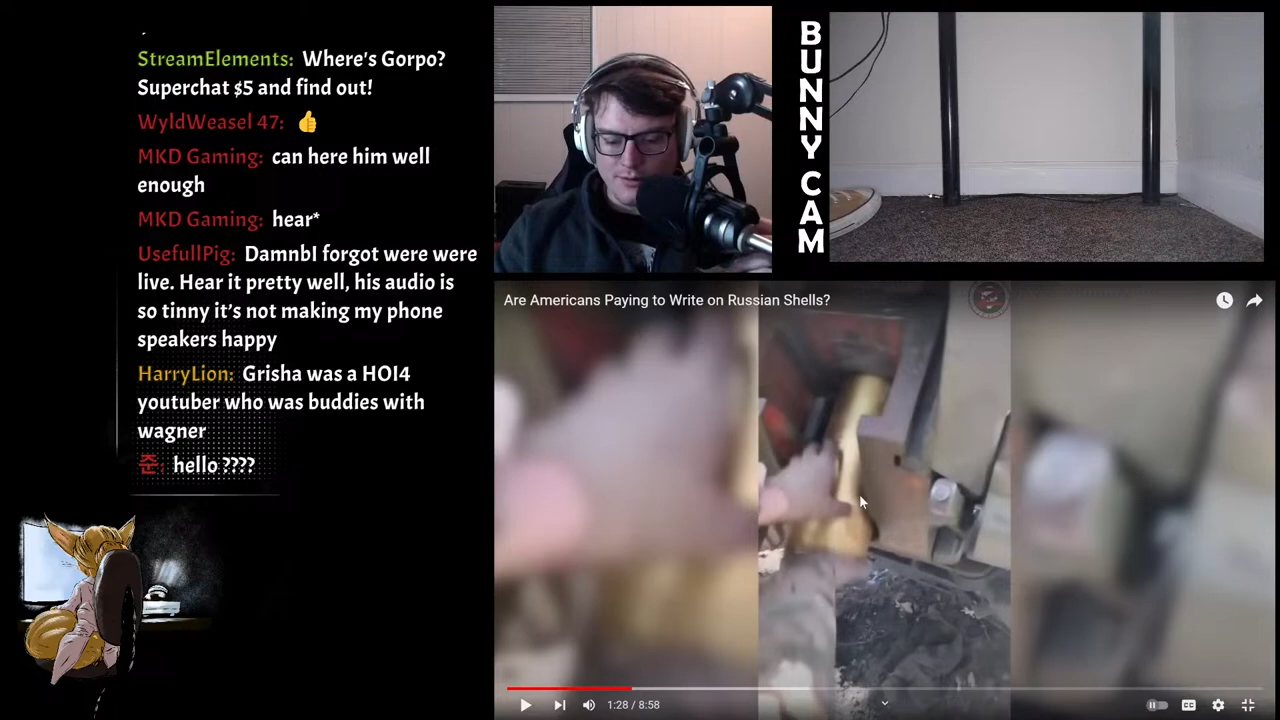 StreamElements: Where's Gorpo?
Superchat $5 and find out!
WyldWeasel 47: 👍
MKD Gaming: can here him well
enough
MKD Gaming: hear*
UsefullPig: DamnbI forgot were were
live. Hear it pretty well, his audio is
so tinny it's not making my phone
speakers happy
HarryLion: Grisha was a HOI4
youtuber who was buddies with
wagner
준: hello ????
BUNNY CAM
Are Americans Paying to Write on Russian Shells?
1:28 / 8:58
CC